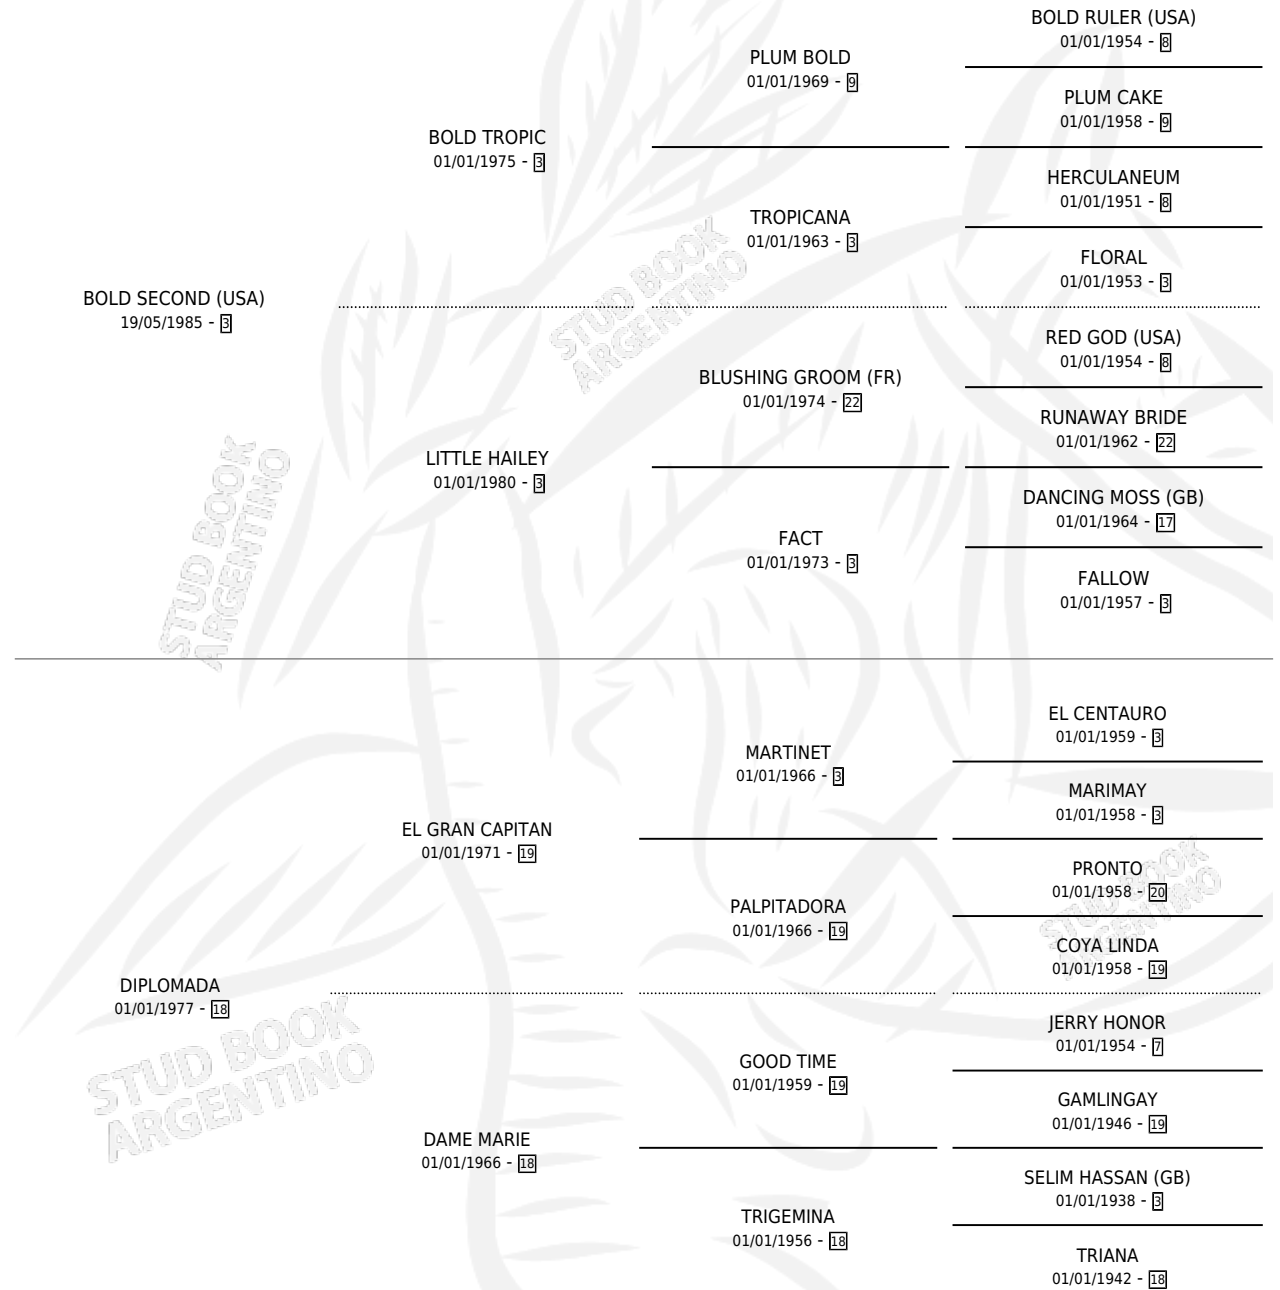 BOLD RULER (USA)
01/01/1954 - 8
PLUM BOLD
01/01/1969 - 9
PLUM CAKE
01/01/1958 - 9
BOLD TROPIC
01/01/1975 - 3
HERCULANEUM
01/01/1951 - 8
TROPICANA
01/01/1963 - 3
FLORAL
01/01/1953 - 3
BOLD SECOND (USA)
19/05/1985 - 3
RED GOD (USA)
01/01/1954 - 8
BLUSHING GROOM (FR)
01/01/1974 - 22
RUNAWAY BRIDE
01/01/1962 - 22
LITTLE HAILEY
01/01/1980 - 3
DANCING MOSS (GB)
01/01/1964 - 17
FACT
01/01/1973 - 3
FALLOW
01/01/1957 - 3
EL CENTAURO
01/01/1959 - 3
MARTINET
01/01/1966 - 3
MARIMAY
01/01/1958 - 3
EL GRAN CAPITAN
01/01/1971 - 19
PRONTO
01/01/1958 - 20
PALPITADORA
01/01/1966 - 19
COYA LINDA
01/01/1958 - 19
DIPLOMADA
01/01/1977 - 18
JERRY HONOR
01/01/1954 - 7
GOOD TIME
01/01/1959 - 19
GAMLINGAY
01/01/1946 - 19
DAME MARIE
01/01/1966 - 18
SELIM HASSAN (GB)
01/01/1938 - 3
TRIGEMINA
01/01/1956 - 18
TRIANA
01/01/1942 - 18
STUD BOOK
ARGENTINO
STUD BOOK
ARGENTINO
STUD BOOK
ARGENTINO
STUD BOOK
ARGENTINO